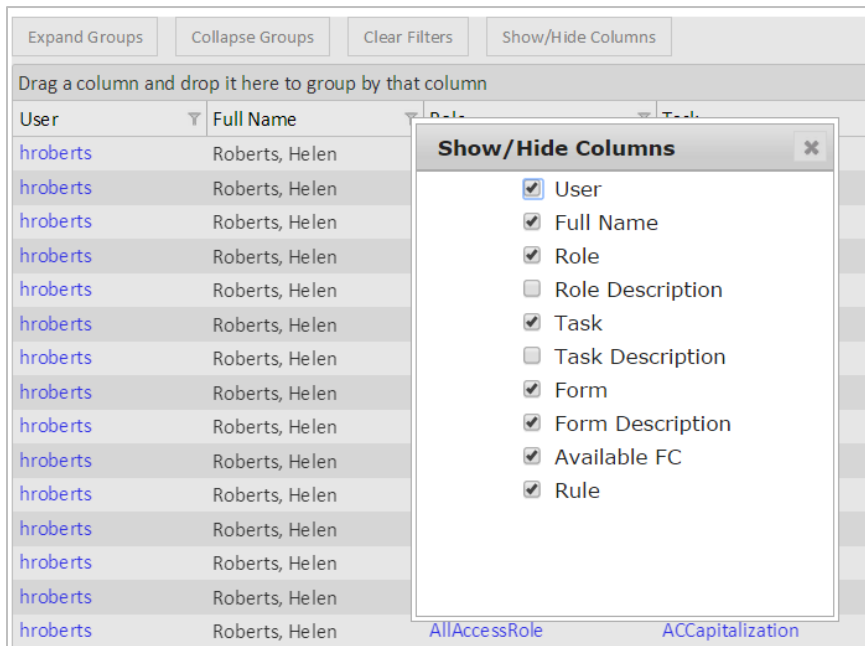 Expand Groups Collapse Groups Clear Filters Show/Hide Columns
Drag a column and drop it here to group by that column
User Full Name Role Task
Show/Hide Columns
User
Full Name
Role
Role Description
Task
Task Description
Form
Form Description
Available FC
Rule
hroberts Roberts, Helen
hroberts Roberts, Helen
hroberts Roberts, Helen
hroberts Roberts, Helen
hroberts Roberts, Helen
hroberts Roberts, Helen
hroberts Roberts, Helen
hroberts Roberts, Helen
hroberts Roberts, Helen
hroberts Roberts, Helen
hroberts Roberts, Helen
hroberts Roberts, Helen
hroberts Roberts, Helen
hroberts Roberts, Helen
hroberts Roberts, Helen AllAccessRole ACCapitalization